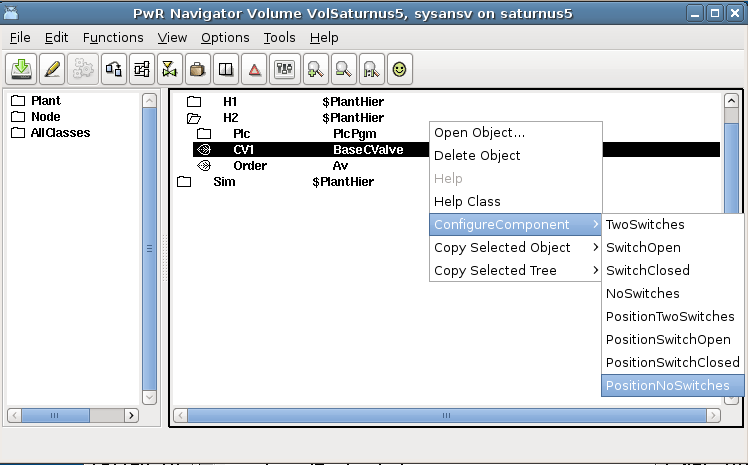 PwR Navigator Volume VolSaturnus5, sysansv on saturnus5
File Edit Functions View Options Tools Help
Plant
Node
AllClasses
H1 $PlantHier
H2 $PlantHier
Plc PlcPgm
CV1 BaseCValve
Order Av
Sim $PlantHier
Open Object...
Delete Object
Help
Help Class
ConfigureComponent
Copy Selected Object
Copy Selected Tree
TwoSwitches
SwitchOpen
SwitchClosed
NoSwitches
PositionTwoSwitches
PositionSwitchOpen
PositionSwitchClosed
PositionNoSwitches